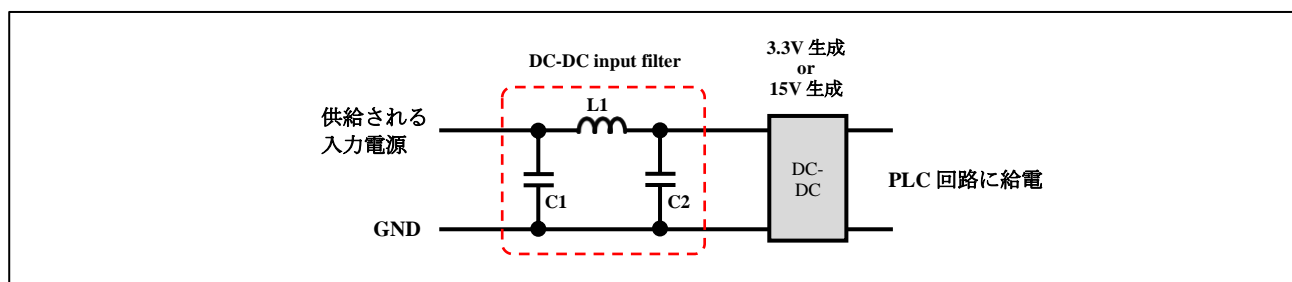 3.3V 生成
or
15V 生成
DC-DC input filter
L1
供給される
入力電源
DC-
DC
PLC 回路に給電
C1
C2
GND